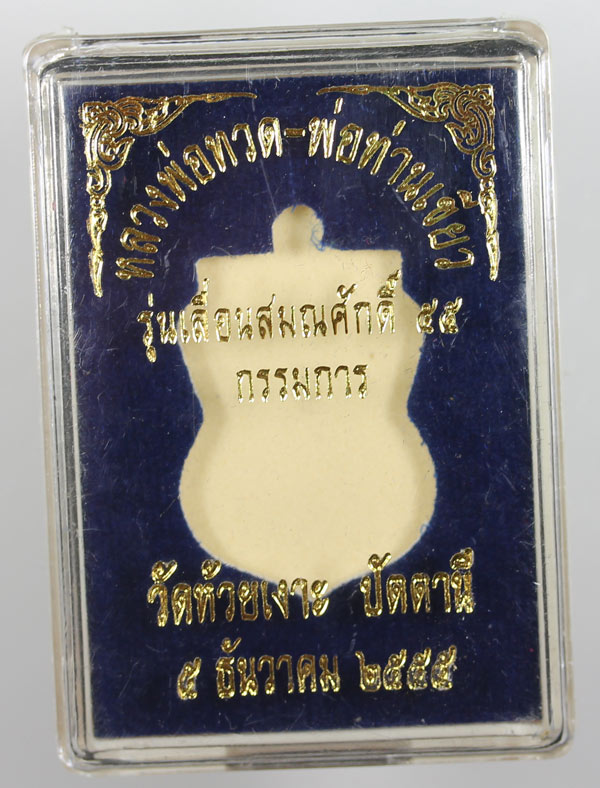 หลวงพ่อทวด-พ่อท่านเขียว
รุ่นเลื่อนสมณศักดิ์ ๕๕
กรรมการ
วัดห้วยเงาะ ปัตตานี
๕ ธันวาคม ๒๕๕๕